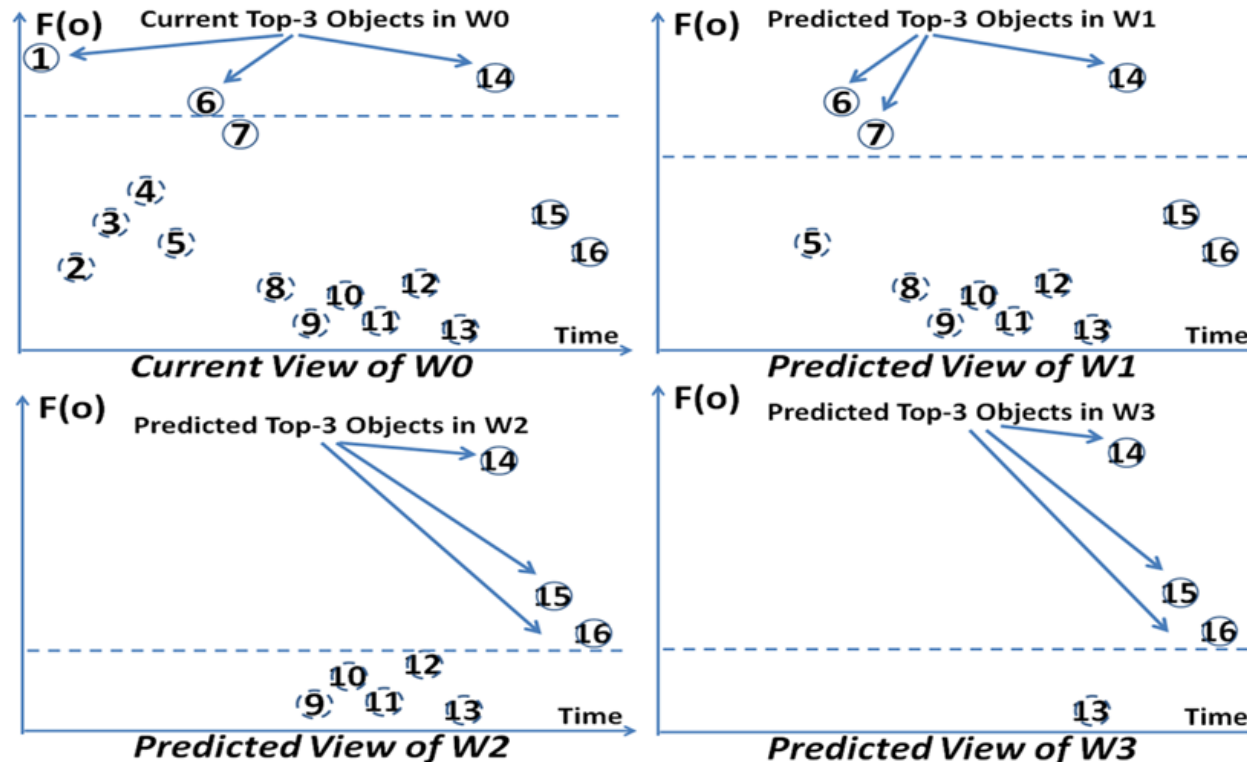 F(o)
Current Top-3 Objects in W0
1
14
6
7
4
3
15
5
2
16
8
12
10
9
11
13
Time
Current View of W0
F(o)
Predicted Top-3 Objects in W1
14
6
7
15
5
16
8
12
10
9
11
13
Time
Predicted View of W1
F(o)
Predicted Top-3 Objects in W2
14
15
16
12
10
9
11
13
Time
Predicted View of W2
F(o)
Predicted Top-3 Objects in W3
14
15
16
13
Time
Predicted View of W3